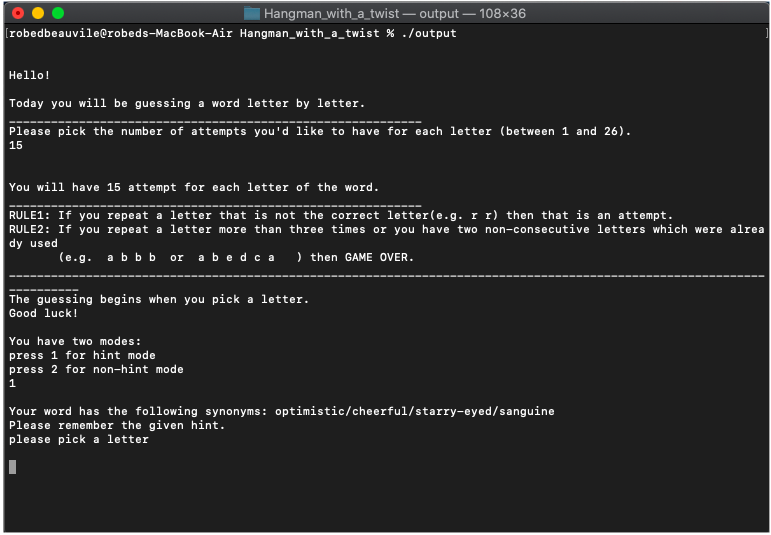 Hangman_with_a_twist — output — 108×36
[robedbeauvile@robeds-MacBook-Air Hangman_with_a_twist % ./output ]
Hello!
Today you will be guessing a word letter by letter.
___________________________________________________________
Please pick the number of attempts you'd like to have for each letter (between 1 and 26).
15
You will have 15 attempt for each letter of the word.
___________________________________________________________
RULE1: If you repeat a letter that is not the correct letter(e.g. r r) then that is an attempt.
RULE2: If you repeat a letter more than three times or you have two non-consecutive letters which were alrea
dy used
(e.g.  a b b b  or  a b e d c a   ) then GAME OVER.
____________________________________________________________________________________________________________
__________
The guessing begins when you pick a letter.
Good luck!
You have two modes:
press 1 for hint mode
press 2 for non-hint mode
1
Your word has the following synonyms: optimistic/cheerful/starry-eyed/sanguine
Please remember the given hint.
please pick a letter